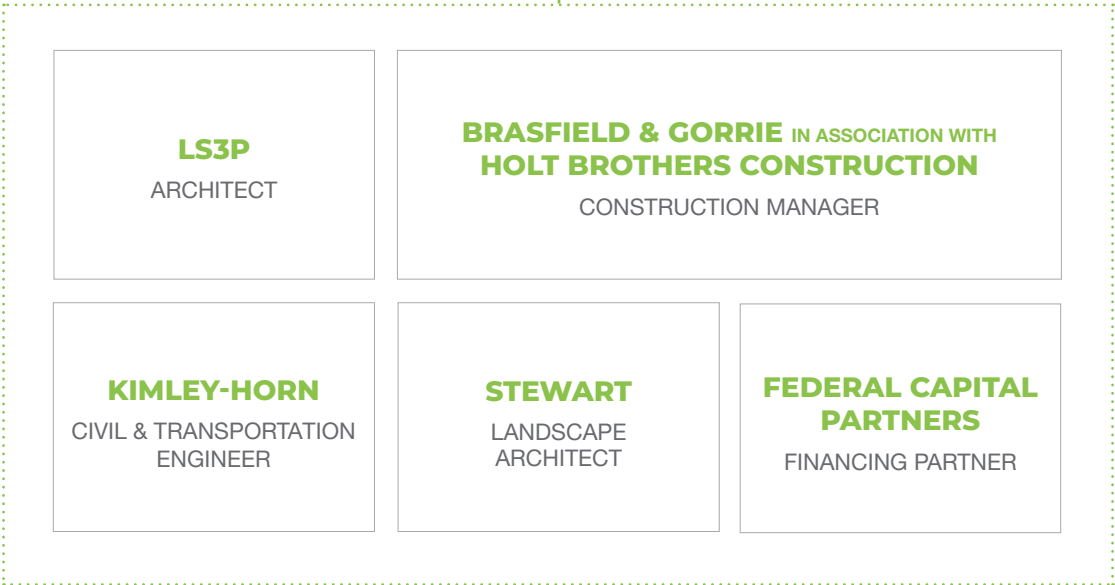 LS3P
ARCHITECT
BRASFIELD & GORRIE IN ASSOCIATION WITH
HOLT BROTHERS CONSTRUCTION
CONSTRUCTION MANAGER
KIMLEY-HORN
CIVIL & TRANSPORTATION
ENGINEER
STEWART
LANDSCAPE
ARCHITECT
FEDERAL CAPITAL
PARTNERS
FINANCING PARTNER